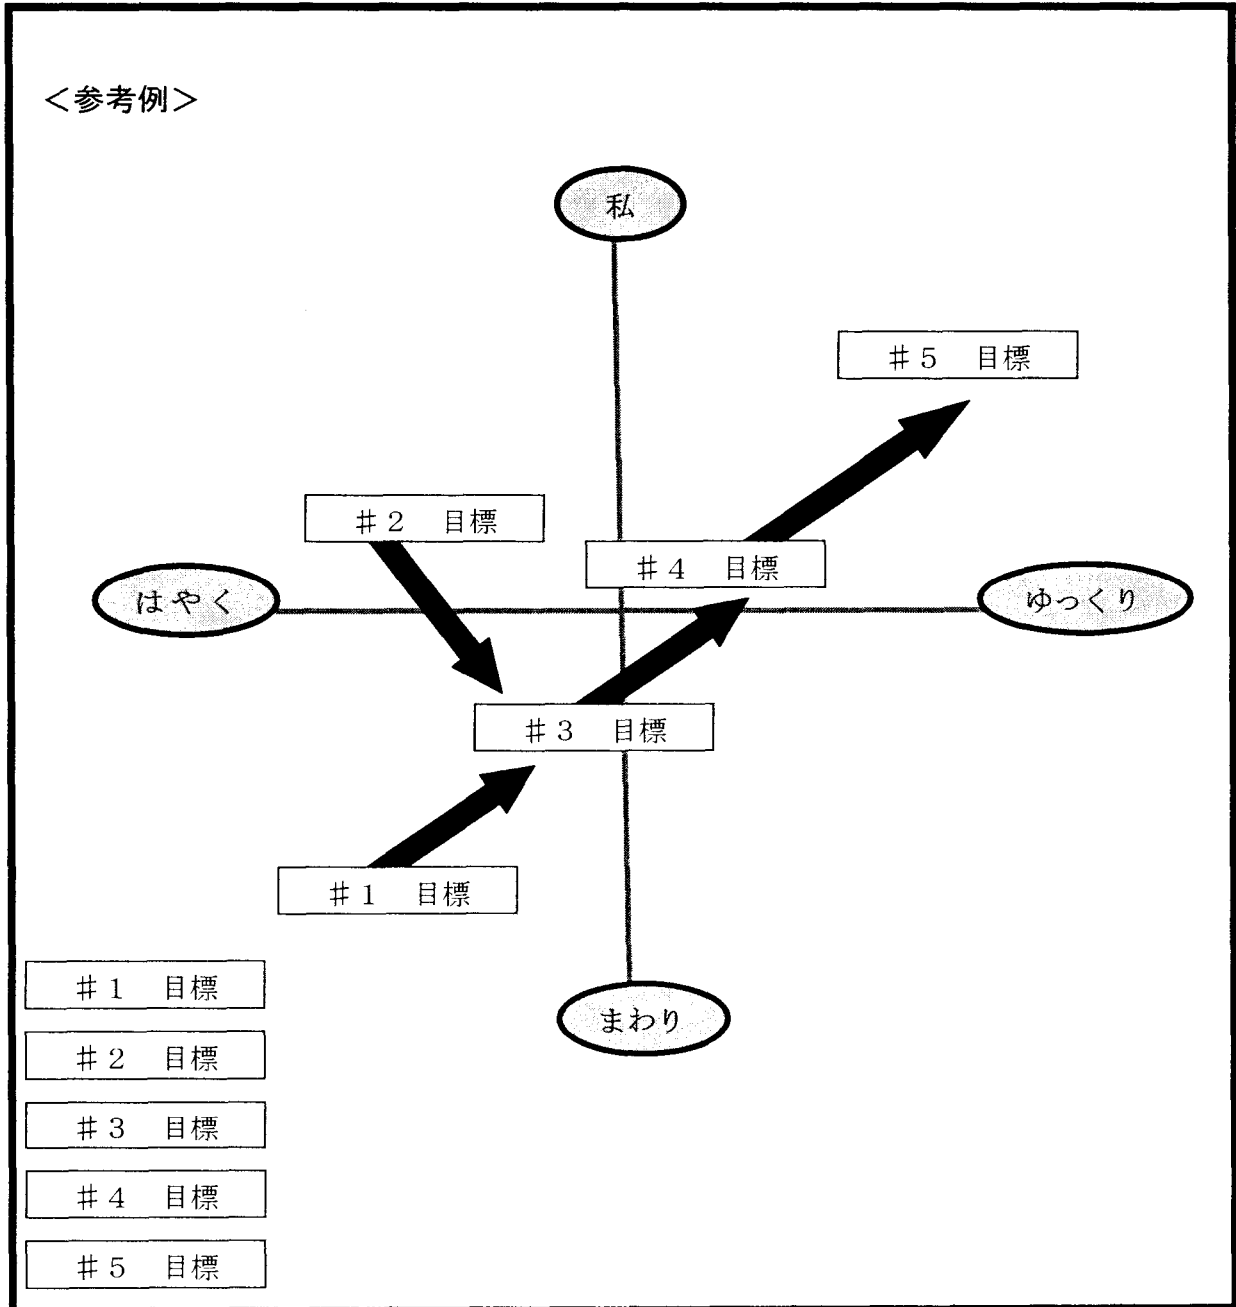 ＜参考例＞
私
＃５　目標
＃２　目標
＃４　目標
はやく
ゆっくり
＃３　目標
＃１　目標
＃１　目標
まわり
＃２　目標
＃３　目標
＃４　目標
＃５　目標